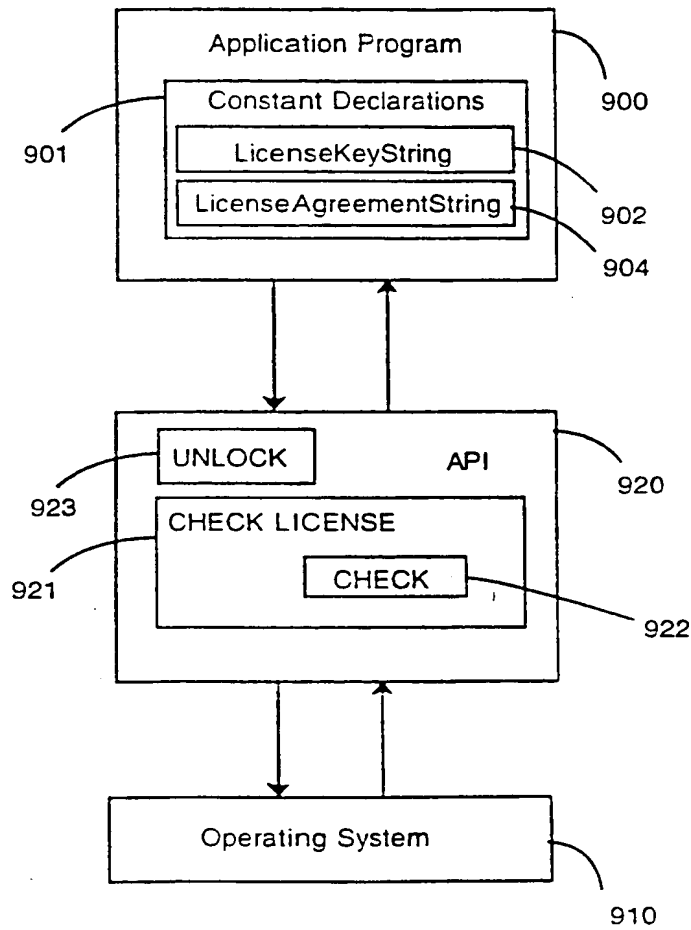 Application Program
900
Constant Declarations
901
LicenseKeyString
902
LicenseAgreementString
904
UNLOCK
API
920
923
CHECK LICENSE
921
CHECK
922
Operating System
910